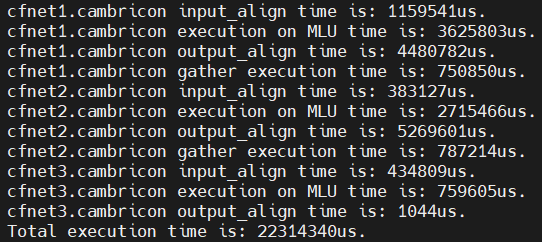 cfnet1.cambricon input_align time is: 1159541us.
cfnet1.cambricon execution on MLU time is: 3625803us.
cfnet1.cambricon output_align time is: 4480782us.
cfnet1.cambricon gather execution time is: 750850us.
cfnet2.cambricon input_align time is: 383127us.
cfnet2.cambricon execution on MLU time is: 2715466us.
cfnet2.cambricon output_align time is: 5269601us.
cfnet2.cambricon gather execution time is: 787214us.
cfnet3.cambricon input_align time is: 434809us.
cfnet3.cambricon execution on MLU time is: 759605us.
cfnet3.cambricon output_align time is: 1044us.
Total execution time is: 22314340us.